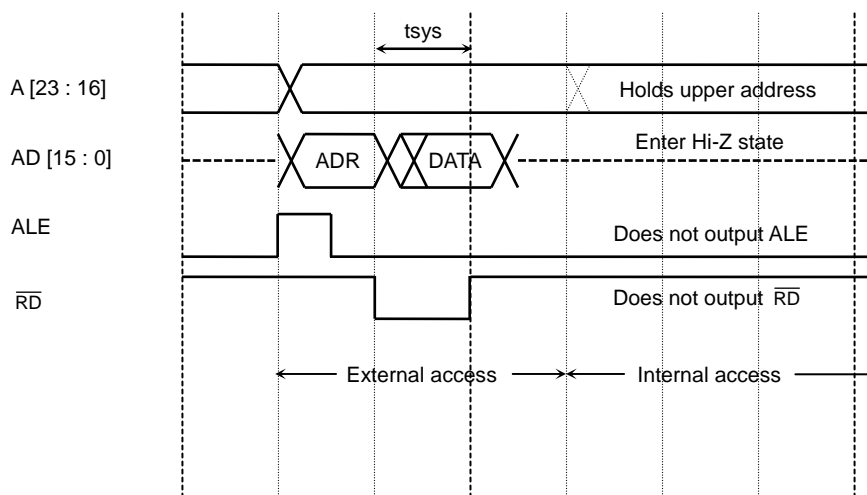 tsys
A [23 : 16]
Holds upper address
AD [15 : 0]
ADR
DATA
Enter Hi-Z state
ALE
Does not output ALE
RD
Does not output RD
External access
Internal access